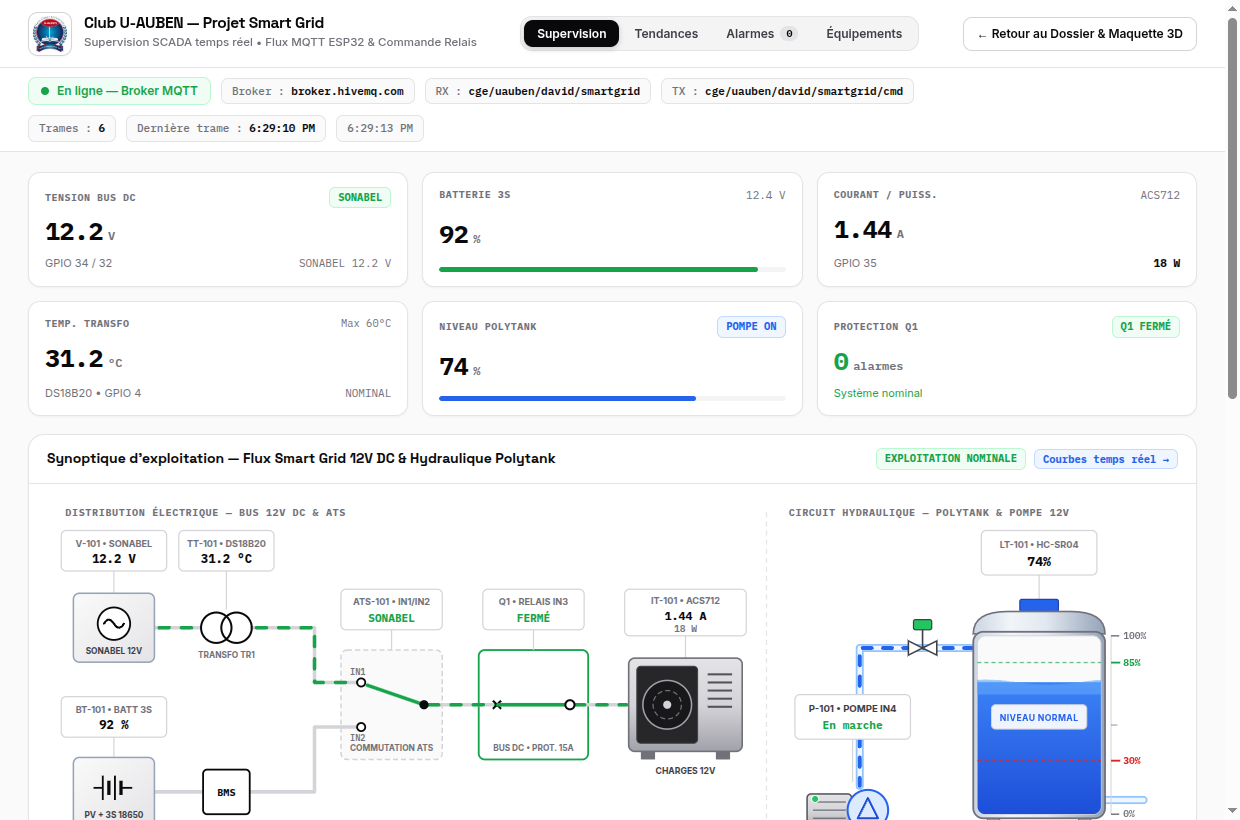 Club U-AUBEN — Projet Smart Grid
Supervision SCADA temps réel • Flux MQTT ESP32 & Commande Relais
Supervision
Tendances
Alarmes 0
Équipements
← Retour au Dossier & Maquette 3D
En ligne — Broker MQTT
Broker : broker.hivemq.com
RX : cge/uauben/david/smartgrid
TX : cge/uauben/david/smartgrid/cmd
Trames : 6
Dernière trame : 6:29:10 PM
6:29:13 PM
TENSION BUS DC
SONABEL
12.2 V
GPIO 34 / 32
SONABEL 12.2 V
BATTERIE 3S
12.4 V
92 %
COURANT / PUISS.
ACS712
1.44 A
GPIO 35
18 W
TEMP. TRANSFO
Max 60°C
31.2 °C
DS18B20 • GPIO 4
NOMINAL
NIVEAU POLYTANK
POMPE ON
74 %
PROTECTION Q1
Q1 FERMÉ
0 alarmes
Système nominal
Synoptique d'exploitation — Flux Smart Grid 12V DC & Hydraulique Polytank
EXPLOITATION NOMINALE
Courbes temps réel →
DISTRIBUTION ÉLECTRIQUE — BUS 12V DC & ATS
V-101 • SONABEL
12.2 V
TT-101 • DS18B20
31.2 °C
SONABEL 12V
TRANSFO TR1
ATS-101 • IN1/IN2
SONABEL
Q1 • RELAIS IN3
FERMÉ
IT-101 • ACS712
1.44 A
18 W
IN1
IN2
COMMUTATION ATS
BUS DC • PROT. 15A
CHARGES 12V
BT-101 • BATT 3S
92 %
BMS
PV + 3S 18650
CIRCUIT HYDRAULIQUE — POLYTANK & POMPE 12V
LT-101 • HC-SR04
74%
100%
85%
P-101 • POMPE IN4
En marche
NIVEAU NORMAL
30%
0%